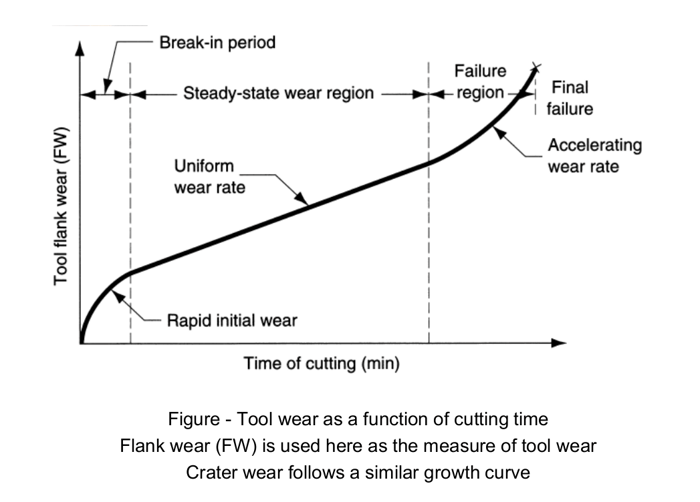 Break-in period
Steady-state wear region
Failure
region
Final
failure
Accelerating
wear rate
Uniform
wear rate
Tool flank wear (FW)
Rapid initial wear
Time of cutting (min)
Figure - Tool wear as a function of cutting time
Flank wear (FW) is used here as the measure of tool wear
Crater wear follows a similar growth curve